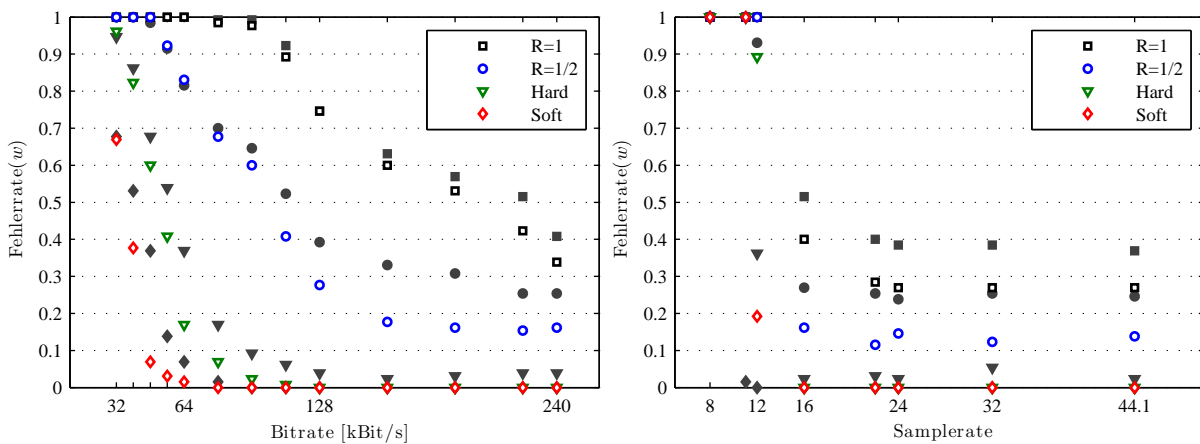 1
0.9
0.8
0.7
0.6
0.5
0.4
0.3
0.2
0.1
0
Fehlerrate(w)
32
64
128
240
Bitrate [kBit/s]
R=1
R=1/2
Hard
Soft
1
0.9
0.8
0.7
0.6
0.5
0.4
0.3
0.2
0.1
0
Fehlerrate(w)
8
12
16
24
32
44.1
Samplerate
R=1
R=1/2
Hard
Soft